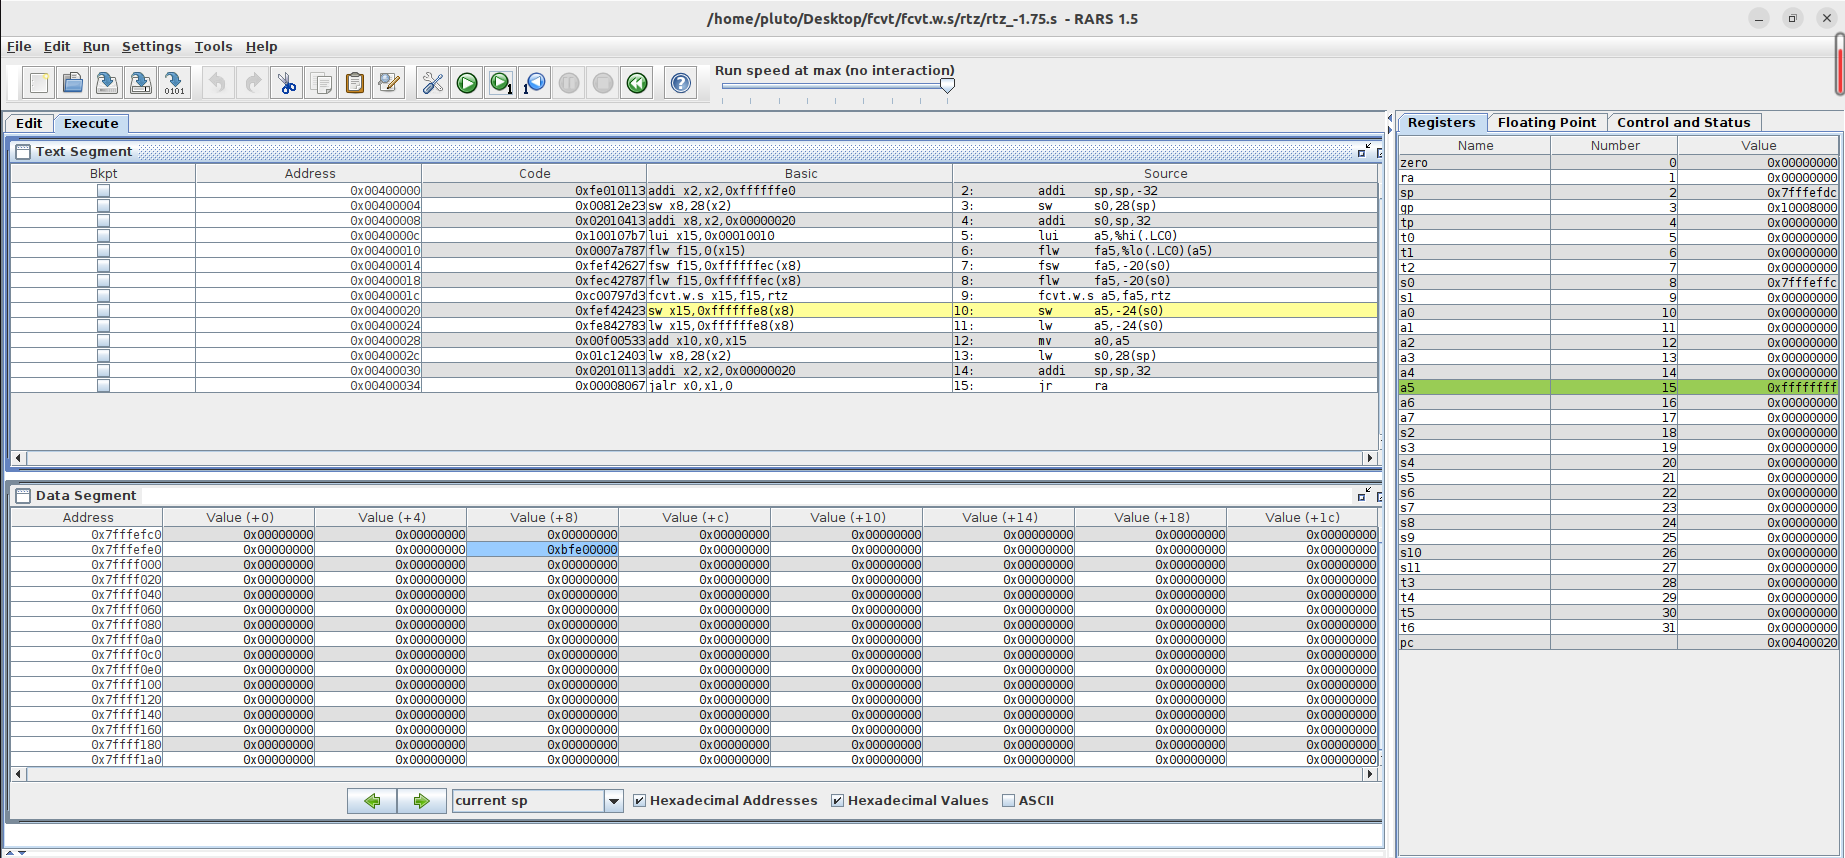 /home/pluto/Desktop/fcvt/fcvt.w.s/rtz/rtz_-1.75.s - RARS 1.5
File Edit Run Settings Tools Help
Run speed at max (no interaction)
Edit Execute
Text Segment
Bkpt Address Code Basic Source
0x00400000 0xfe010113 addi x2,x2,0xffffffe0 2: addi sp,sp,-32
0x00400004 0x00812e23 sw x8,28(x2) 3: sw s0,28(sp)
0x00400008 0x02010413 addi x8,x2,0x00000020 4: addi s0,sp,32
0x0040000c 0x100107b7 lui x15,0x00010010 5: lui a5,%hi(.LC0)
0x00400010 0x0007a787 flw f15,0(x15) 6: flw fa5,%lo(.LC0)(a5)
0x00400014 0xfef42627 fsw f15,0xffffffec(x8) 7: fsw fa5,-20(s0)
0x00400018 0xfec42787 flw f15,0xffffffec(x8) 8: flw fa5,-20(s0)
0x0040001c 0xc00797d3 fcvt.w.s x15,f15,rtz 9: fcvt.w.s a5,fa5,rtz
0x00400020 0xfef42423 sw x15,0xffffffe8(x8) 10: sw a5,-24(s0)
0x00400024 0xfe842783 lw x15,0xffffffe8(x8) 11: lw a5,-24(s0)
0x00400028 0x00f00533 add x10,x0,x15 12: mv a0,a5
0x0040002c 0x01c12403 lw x8,28(x2) 13: lw s0,28(sp)
0x00400030 0x02010113 addi x2,x2,0x00000020 14: addi sp,sp,32
0x00400034 0x00008067 jalr x0,x1,0 15: jr ra
Data Segment
Address Value (+0) Value (+4) Value (+8) Value (+c) Value (+10) Value (+14) Value (+18) Value (+1c)
0x7fffefc0 0x00000000 0x00000000 0x00000000 0x00000000 0x00000000 0x00000000 0x00000000 0x00000000
0x7fffefe0 0x00000000 0x00000000 0xbfe00000 0x00000000 0x00000000 0x00000000 0x00000000 0x00000000
0x7ffff000 0x00000000 0x00000000 0x00000000 0x00000000 0x00000000 0x00000000 0x00000000 0x00000000
0x7ffff020 0x00000000 0x00000000 0x00000000 0x00000000 0x00000000 0x00000000 0x00000000 0x00000000
0x7ffff040 0x00000000 0x00000000 0x00000000 0x00000000 0x00000000 0x00000000 0x00000000 0x00000000
0x7ffff060 0x00000000 0x00000000 0x00000000 0x00000000 0x00000000 0x00000000 0x00000000 0x00000000
0x7ffff080 0x00000000 0x00000000 0x00000000 0x00000000 0x00000000 0x00000000 0x00000000 0x00000000
0x7ffff0a0 0x00000000 0x00000000 0x00000000 0x00000000 0x00000000 0x00000000 0x00000000 0x00000000
0x7ffff0c0 0x00000000 0x00000000 0x00000000 0x00000000 0x00000000 0x00000000 0x00000000 0x00000000
0x7ffff0e0 0x00000000 0x00000000 0x00000000 0x00000000 0x00000000 0x00000000 0x00000000 0x00000000
0x7ffff100 0x00000000 0x00000000 0x00000000 0x00000000 0x00000000 0x00000000 0x00000000 0x00000000
0x7ffff120 0x00000000 0x00000000 0x00000000 0x00000000 0x00000000 0x00000000 0x00000000 0x00000000
0x7ffff140 0x00000000 0x00000000 0x00000000 0x00000000 0x00000000 0x00000000 0x00000000 0x00000000
0x7ffff160 0x00000000 0x00000000 0x00000000 0x00000000 0x00000000 0x00000000 0x00000000 0x00000000
0x7ffff180 0x00000000 0x00000000 0x00000000 0x00000000 0x00000000 0x00000000 0x00000000 0x00000000
0x7ffff1a0 0x00000000 0x00000000 0x00000000 0x00000000 0x00000000 0x00000000 0x00000000 0x00000000
current sp Hexadecimal Addresses Hexadecimal Values ASCII
Registers Floating Point Control and Status
Name Number Value
zero 0 0x00000000
ra 1 0x00000000
sp 2 0x7fffefdc
gp 3 0x10008000
tp 4 0x00000000
t0 5 0x00000000
t1 6 0x00000000
t2 7 0x00000000
s0 8 0x7fffeffc
s1 9 0x00000000
a0 10 0x00000000
a1 11 0x00000000
a2 12 0x00000000
a3 13 0x00000000
a4 14 0x00000000
a5 15 0xffffffff
a6 16 0x00000000
a7 17 0x00000000
s2 18 0x00000000
s3 19 0x00000000
s4 20 0x00000000
s5 21 0x00000000
s6 22 0x00000000
s7 23 0x00000000
s8 24 0x00000000
s9 25 0x00000000
s10 26 0x00000000
s11 27 0x00000000
t3 28 0x00000000
t4 29 0x00000000
t5 30 0x00000000
t6 31 0x00000000
pc 0x00400020